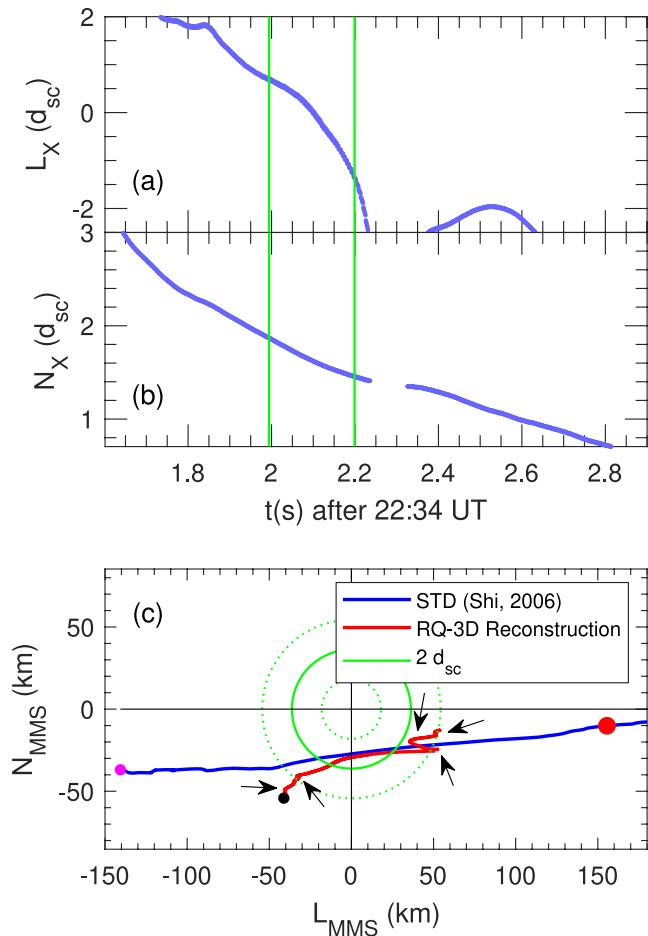 2
0
-2
L_X (d_sc)
(a)
3
2
1
N_X (d_sc)
(b)
1.8 2 2.2 2.4 2.6 2.8
t(s) after 22:34 UT
(c)
STD (Shi, 2006)
RQ-3D Reconstruction
2 d_sc
50
0
-50
N_MMS (km)
-150 -100 -50 0 50 100 150
L_MMS (km)